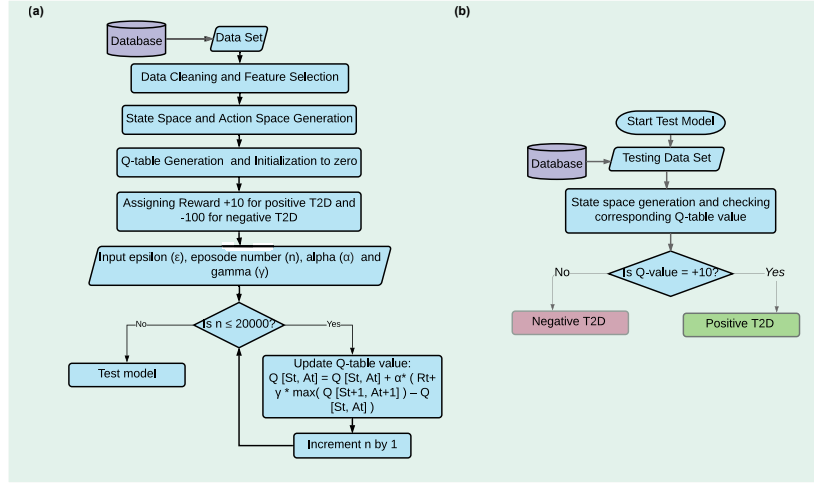 (a)
Database
Data Set
Data Cleaning and Feature Selection
State Space and Action Space Generation
Q-table Generation and Initialization to zero
Assigning Reward +10 for positive T2D and
-100 for negative T2D
Input epsilon (ε), eposode number (n), alpha (α) and
gamma (γ)
Is n ≤ 20000?
No
Yes
Test model
Update Q-table value:
Q [St, At] = Q [St, At] + α* ( Rt+
γ * max( Q [St+1, At+1] ) – Q
[St, At] )
Increment n by 1
(b)
Start Test Model
Database
Testing Data Set
State space generation and checking
corresponding Q-table value
Is Q-value = +10?
No
Yes
Negative T2D
Positive T2D